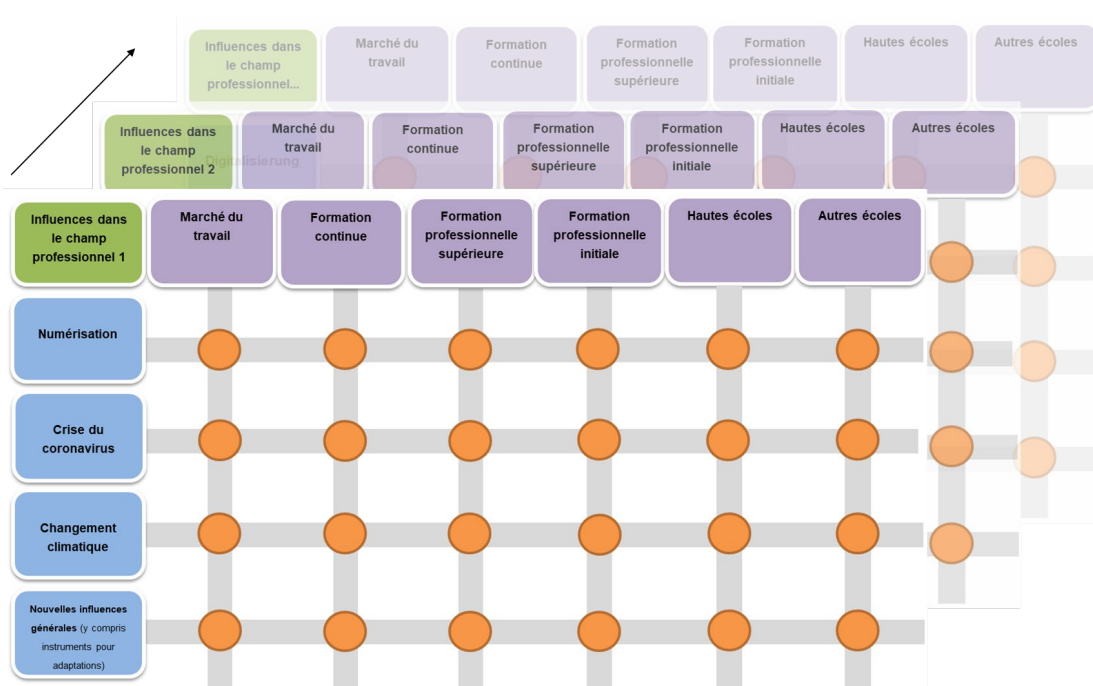 Influences dans
le champ
professionnel...
Marché du
travail
Formation
continue
Formation
professionnelle
supérieure
Formation
professionnelle
initiale
Hautes écoles
Autres écoles
Influences dans
le champ
professionnel 2
Digitalisierung
Marché du
travail
Formation
continue
Formation
professionnelle
supérieure
Formation
professionnelle
initiale
Hautes écoles
Autres écoles
Influences dans
le champ
professionnel 1
Marché du
travail
Formation
continue
Formation
professionnelle
supérieure
Formation
professionnelle
initiale
Hautes écoles
Autres écoles
Numérisation
Crise du
coronavirus
Changement
climatique
Nouvelles influences
générales (y compris
instruments pour
adaptations)